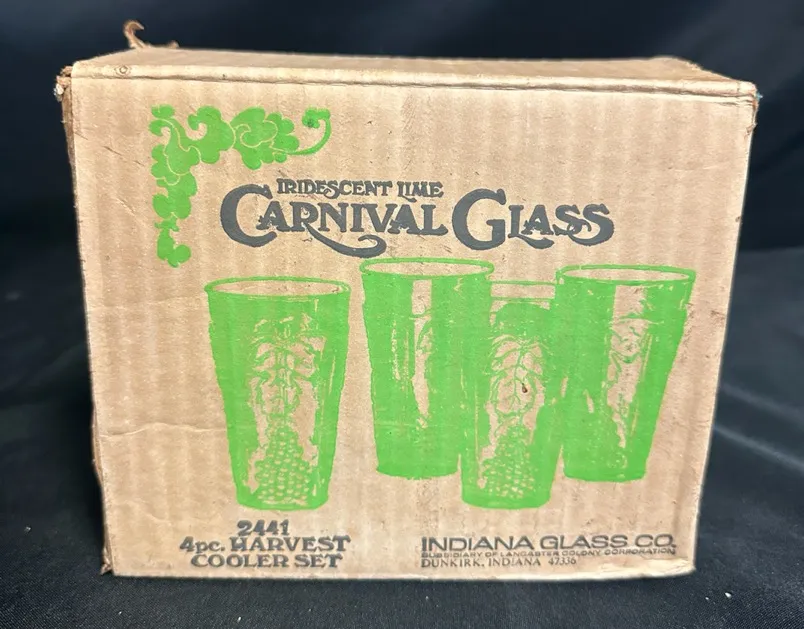 IRIDESCENT LIME
CARNIVAL GLASS
2441
4pc. HARVEST
COOLER SET
INDIANA GLASS CO.
SUBSIDIARY OF LANCASTER COLONY CORPORATION
DUNKIRK, INDIANA 47336